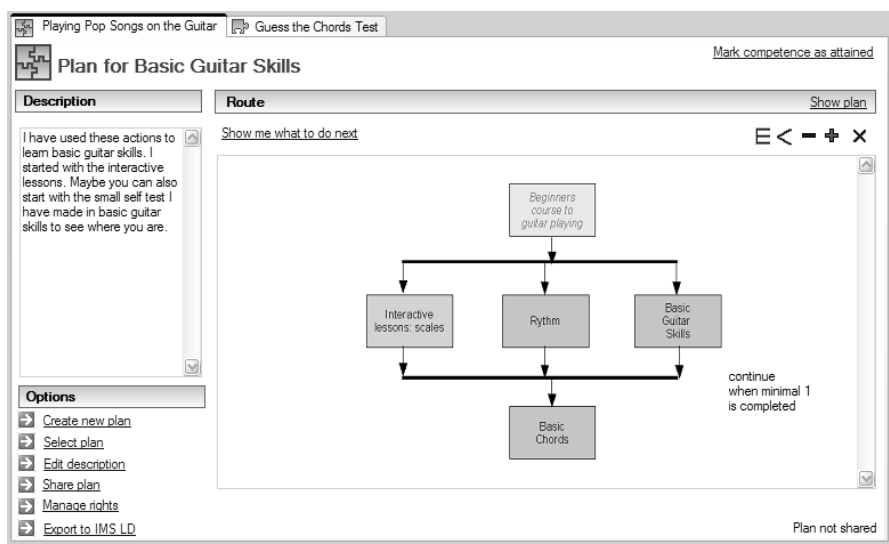 Playing Pop Songs on the Guitar
Guess the Chords Test
Plan for Basic Guitar Skills
Mark competence as attained
Description
I have used these actions to
learn basic guitar skills. I
started with the interactive
lessons. Maybe you can also
start with the small self test I
have made in basic guitar
skills to see where you are.
Options
Create new plan
Select plan
Edit description
Share plan
Manage rights
Export to IMS LD
Route
Show plan
Show me what to do next
Beginners
course to
guitar playing
Interactive
lessons: scales
Rythm
Basic
Guitar
Skills
continue
when minimal 1
is completed
Basic
Chords
Plan not shared